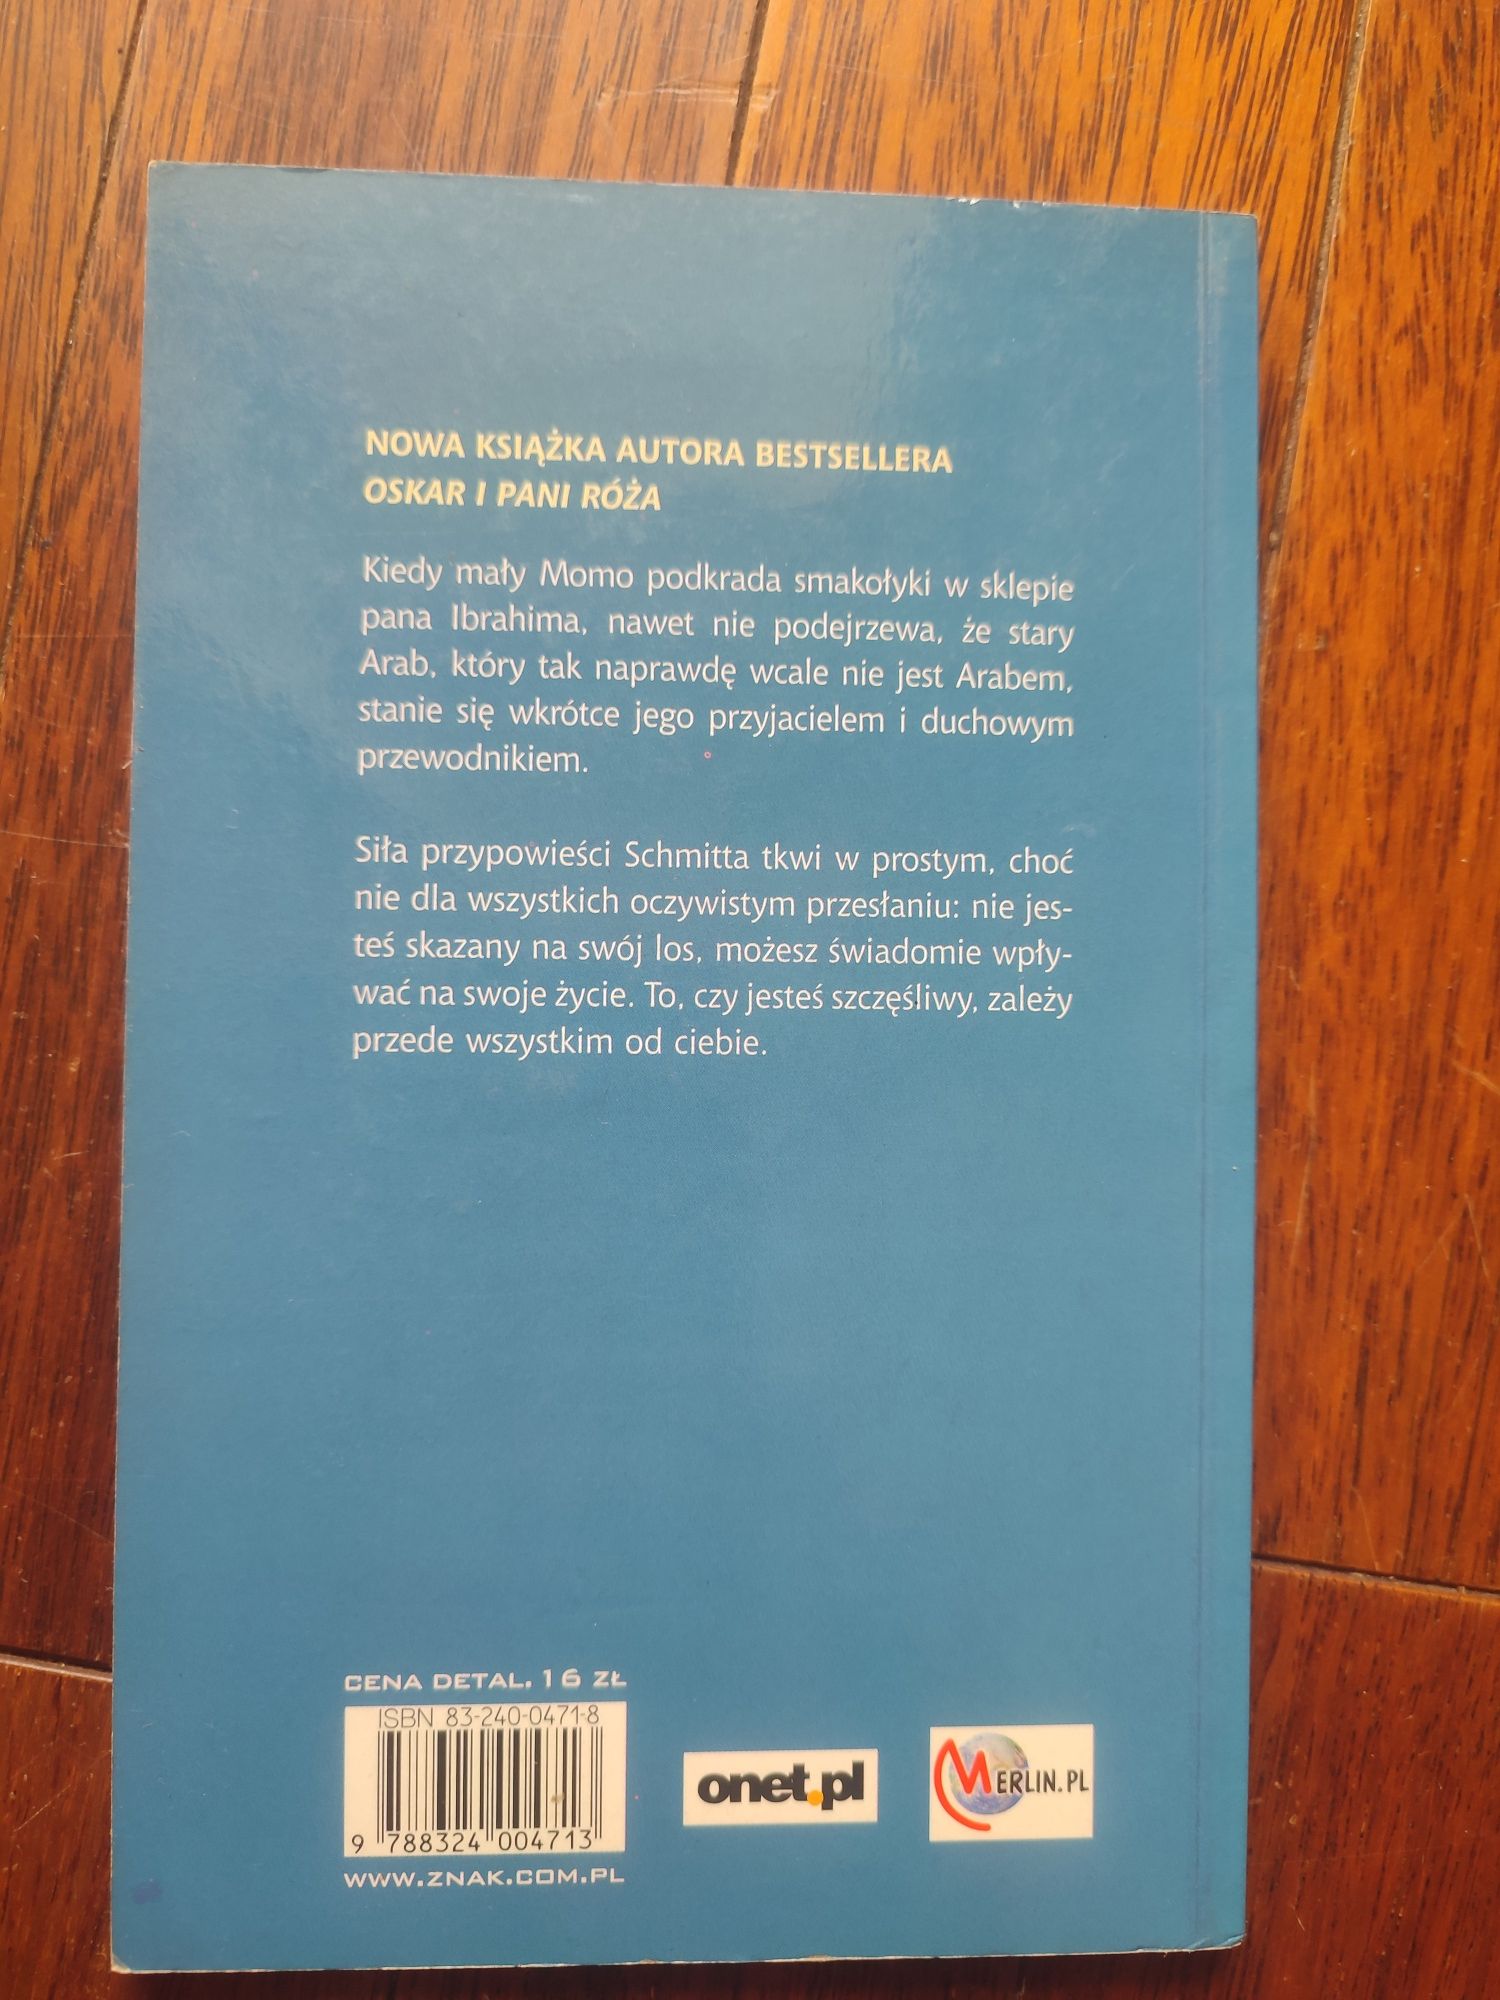 NOWA KSIĄŻKA AUTORA BESTSELLERA
OSKAR I PANI RÓŻA
Kiedy mały Momo podkrada smakołyki w sklepie
pana Ibrahima, nawet nie podejrzewa, że stary
Arab, który tak naprawdę wcale nie jest Arabem,
stanie się wkrótce jego przyjacielem i duchowym
przewodnikiem.
Siła przypowieści Schmitta tkwi w prostym, choć
nie dla wszystkich oczywistym przesłaniu: nie jes-
teś skazany na swój los, możesz świadomie wpły-
wać na swoje życie. To, czy jesteś szczęśliwy, zależy
przede wszystkim od ciebie.
CENA DETAL. 16 ZŁ
ISBN 83-240-0471-8
9 788324 004713
WWW.ZNAK.COM.PL
onet.pl
MERLIN.PL